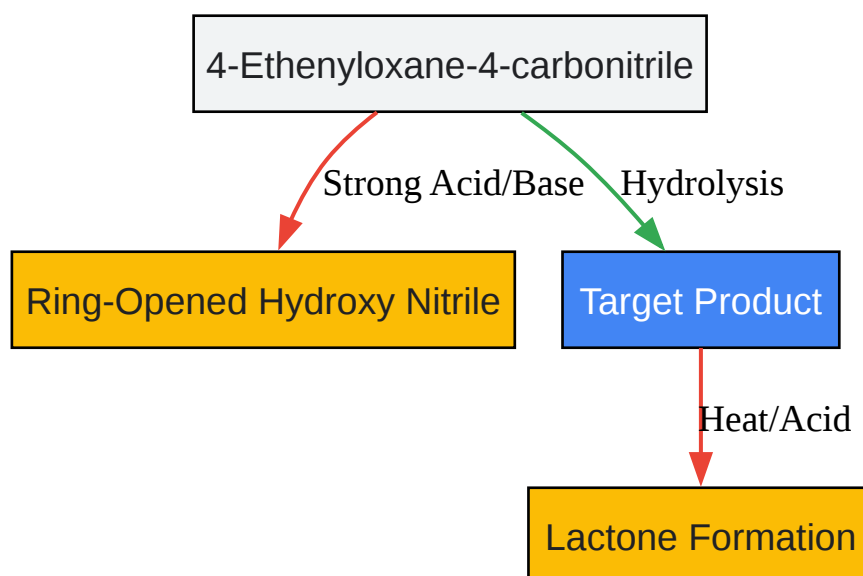 4-Ethenyloxane-4-carbonitrile
Strong Acid/Base
Hydrolysis
Ring-Opened Hydroxy Nitrile
Target Product
Heat/Acid
Lactone Formation